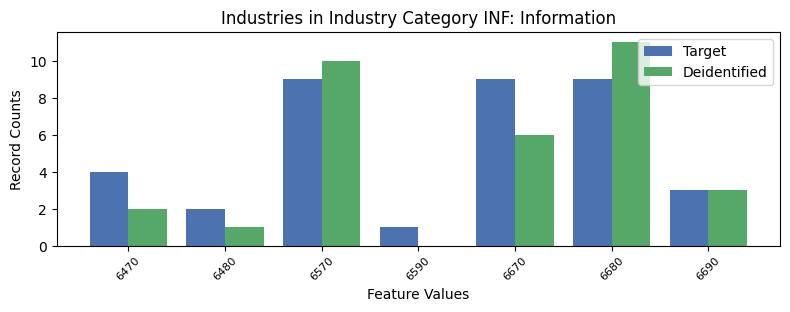 Industries in Industry Category INF: Information
Target
Deidentified
Record Counts
10
8
6
4
2
0
6470
6480
6570
6590
6670
6680
6690
Feature Values